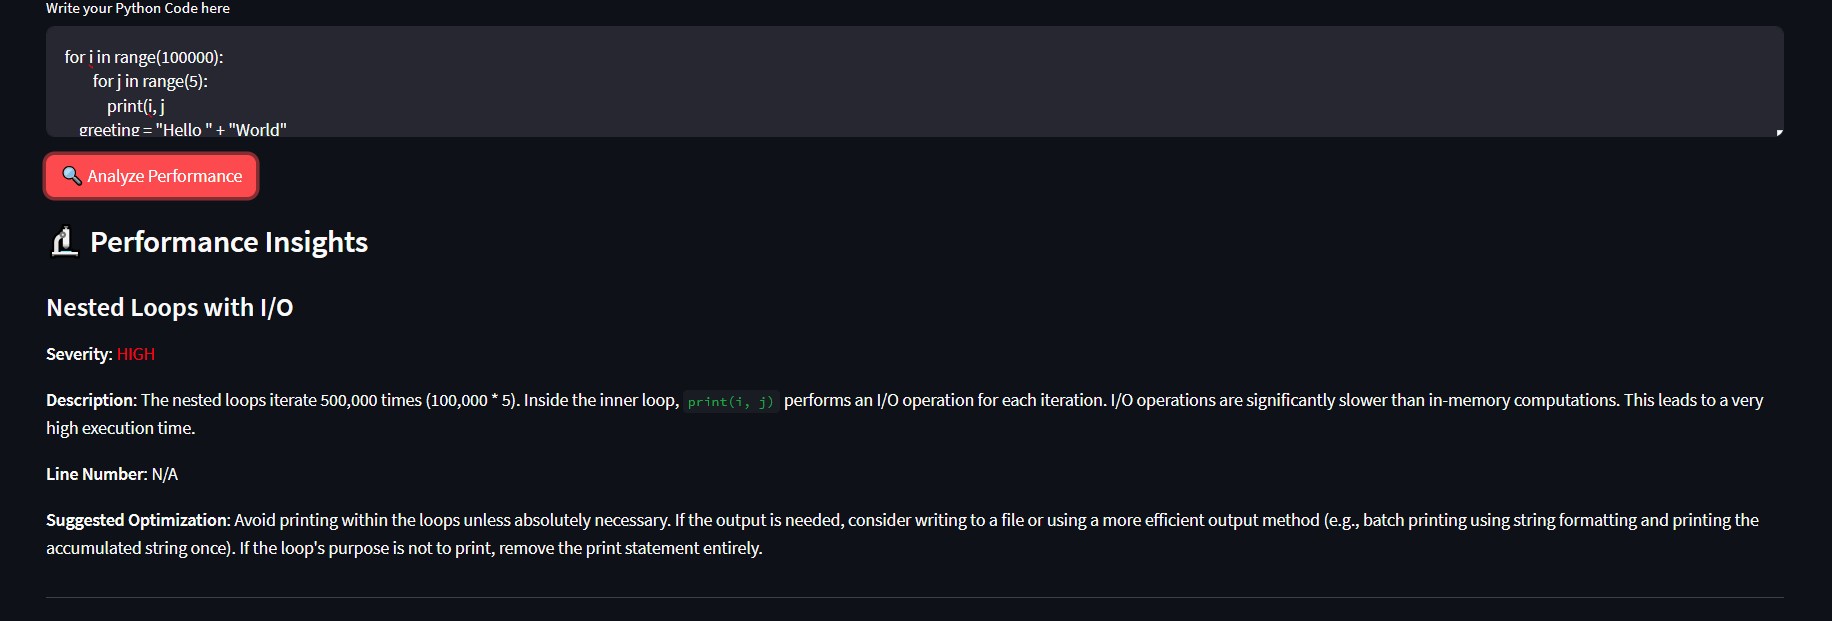 Write your Python Code here
for i in range(100000):
for j in range(5):
print(i, j
greeting = "Hello " + "World"
🔍 Analyze Performance
🔬 Performance Insights
Nested Loops with I/O
Severity: HIGH
Description: The nested loops iterate 500,000 times (100,000 * 5). Inside the inner loop, print(i, j) performs an I/O operation for each iteration. I/O operations are significantly slower than in-memory computations. This leads to a very
high execution time.
Line Number: N/A
Suggested Optimization: Avoid printing within the loops unless absolutely necessary. If the output is needed, consider writing to a file or using a more efficient output method (e.g., batch printing using string formatting and printing the
accumulated string once). If the loop's purpose is not to print, remove the print statement entirely.